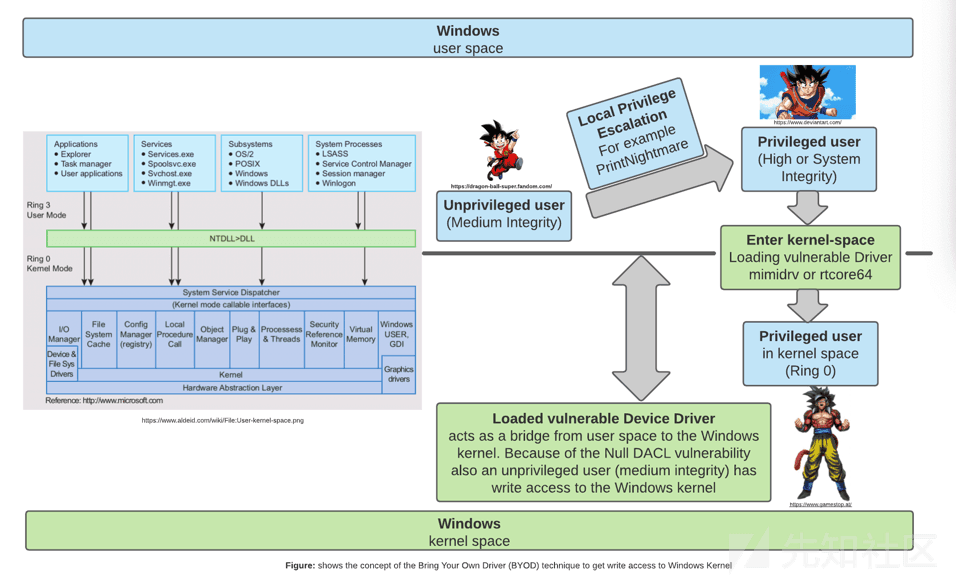 Windows
user space
Applications
• Explorer
• Task manager
• User applications
Services
• Services.exe
• Spoolsvc.exe
• Svchost.exe
• Winmgt.exe
Subsystems
• OS/2
• POSIX
• Windows
• Windows DLLs
System Processes
• LSASS
• Service Control Manager
• Session manager
• Winlogon
Ring 3
User Mode
NTDLL>DLL
Ring 0
Kernel Mode
System Service Dispatcher
(Kernel mode callable interfaces)
I/O
Manager
File
System
Cache
Config
Manager
(registry)
Local
Procedure
Call
Object
Manager
Plug &
Play
Processess
& Threads
Security
Reference
Monitor
Virtual
Memory
Windows
USER,
GDI
Device &
File Sys
Drivers
Graphics
drivers
Kernel
Hardware Abstraction Layer
Reference: http://www.microsoft.com
https://www.aldeid.com/wiki/File:User-kernel-space.png
https://dragon-ball-super.fandom.com/
Unprivileged user
(Medium Integrity)
Local Privilege
Escalation
For example
PrintNightmare
https://www.deviantart.com/
Privileged user
(High or System
Integrity)
Enter kernel-space
Loading vulnerable Driver
mimidrv or rtcore64
Privileged user
in kernel space
(Ring 0)
https://www.gamestop.at/
Loaded vulnerable Device Driver
acts as a bridge from user space to the Windows
kernel. Because of the Null DACL vulnerability
also an unprivileged user (medium integrity) has
write access to the Windows kernel
Windows
kernel space
先知社区
Figure: shows the concept of the Bring Your Own Driver (BYOD) technique to get write access to Windows Kernel